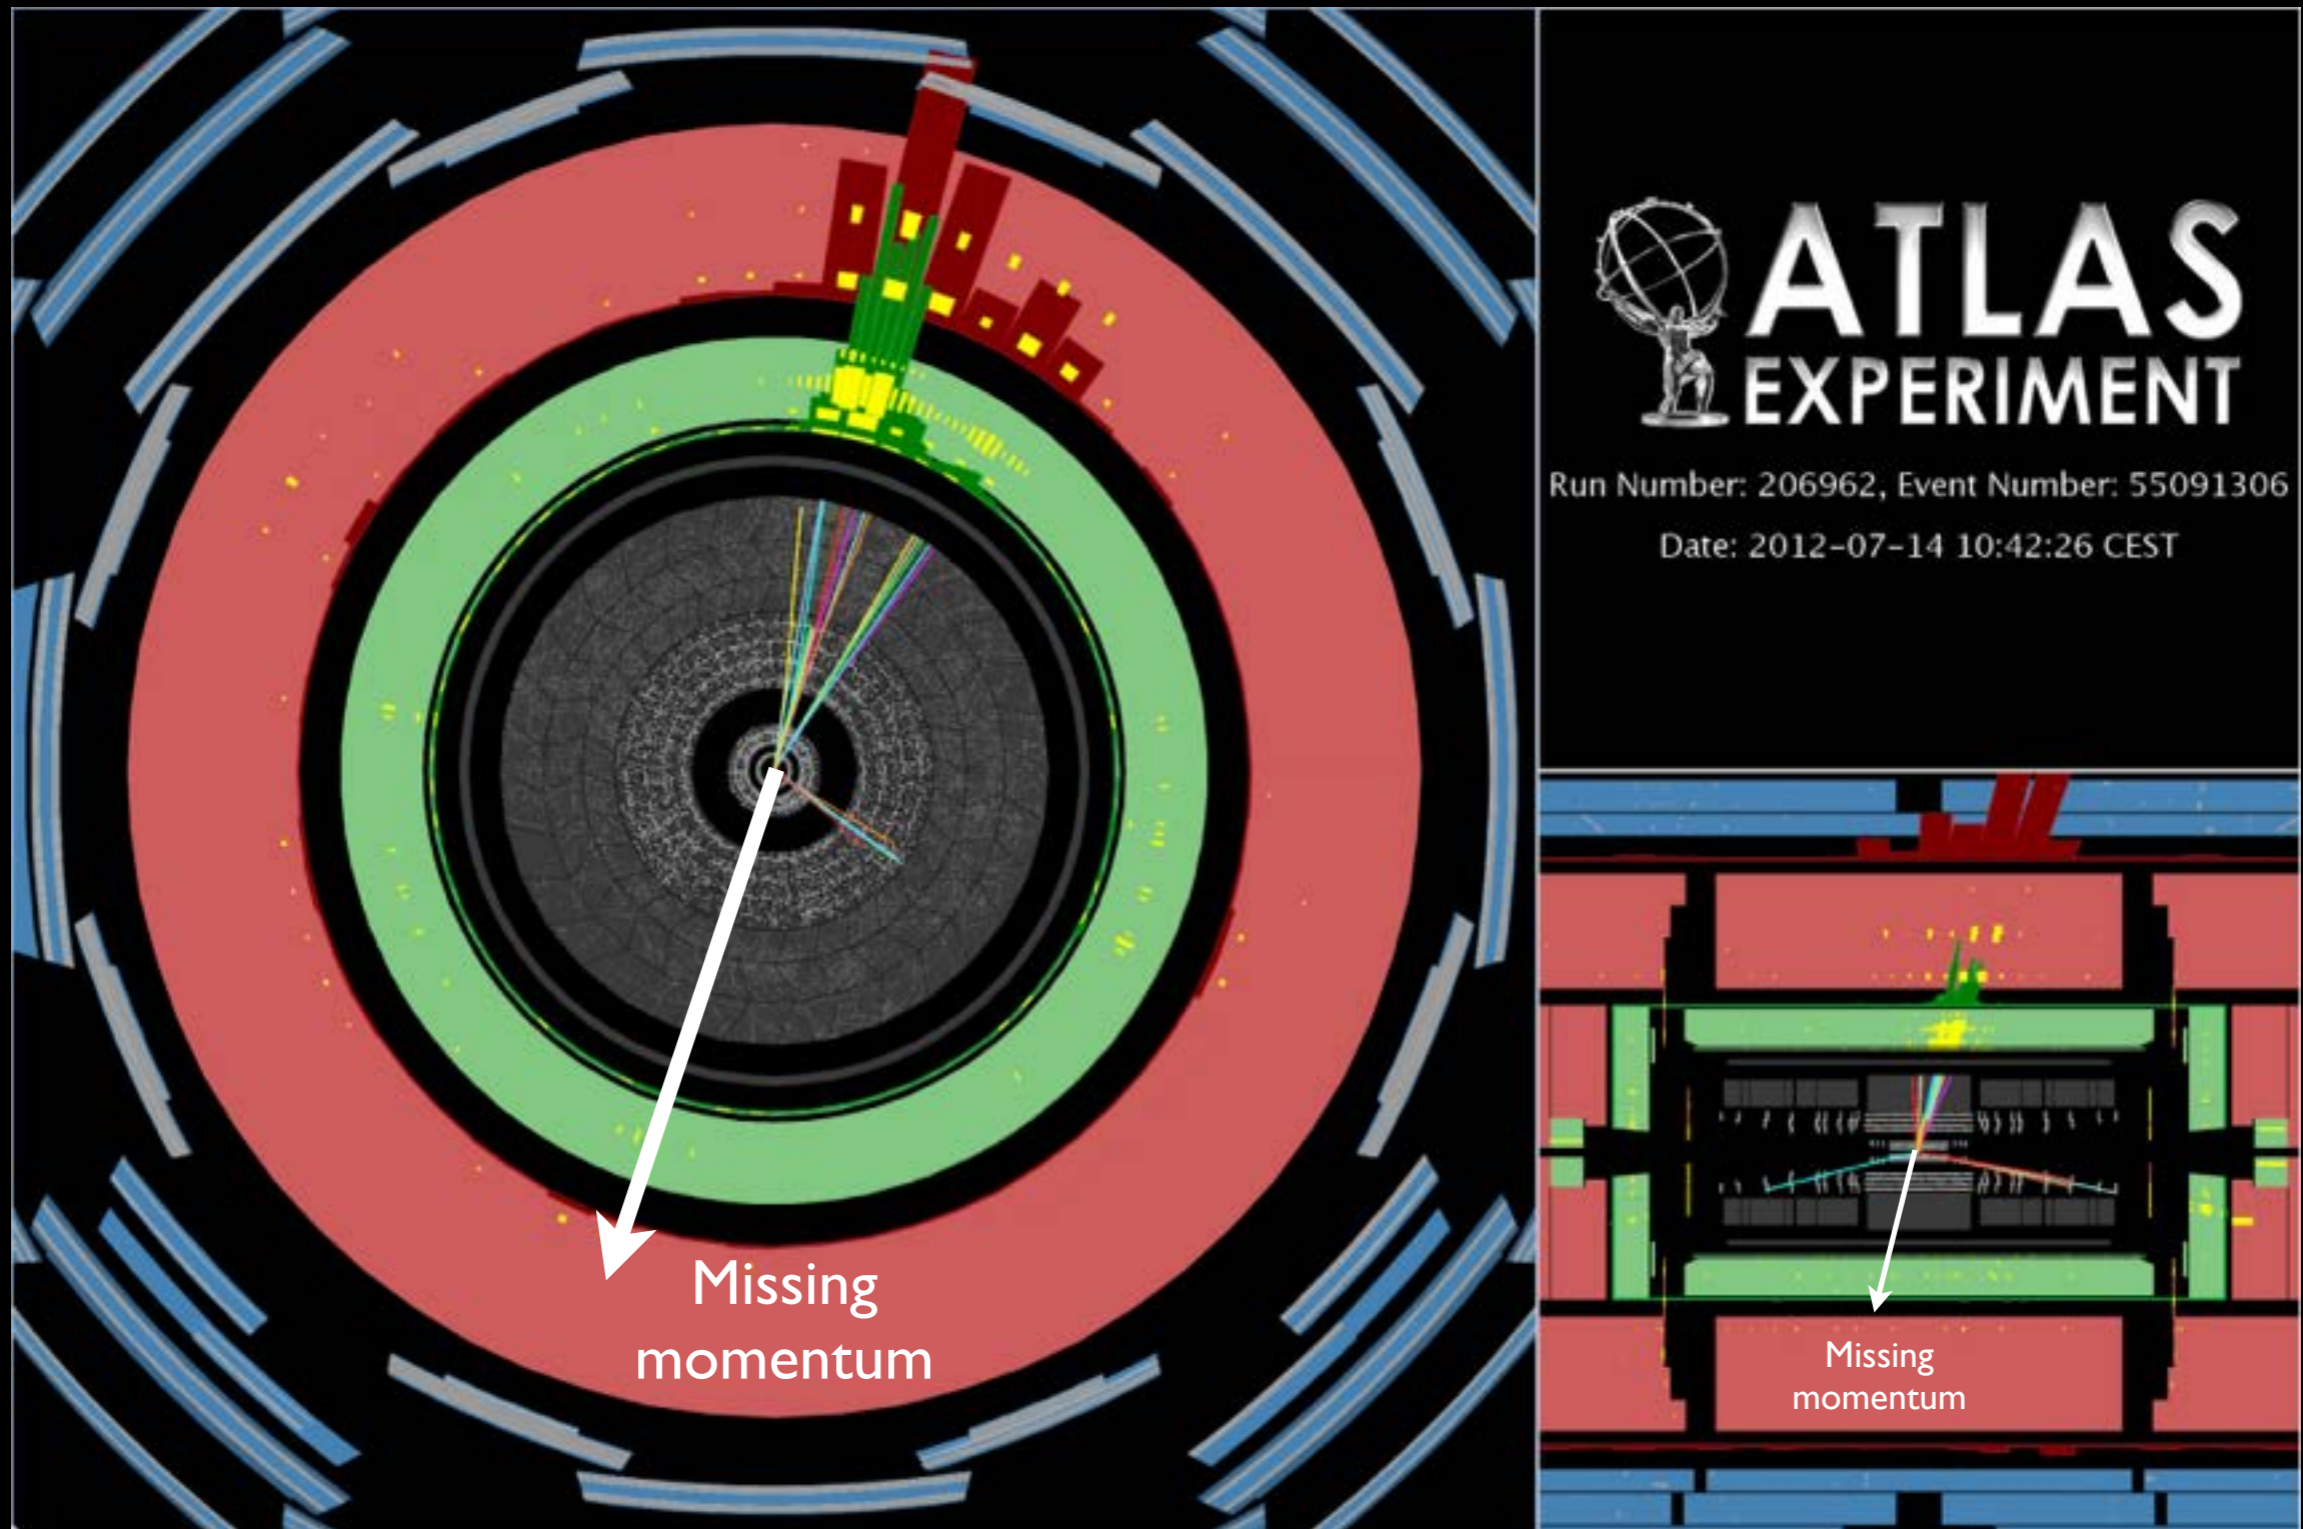 ATLAS
EXPERIMENT
Run Number: 206962, Event Number: 55091306
Date: 2012-07-14 10:42:26 CEST
Missing
momentum
Missing
momentum